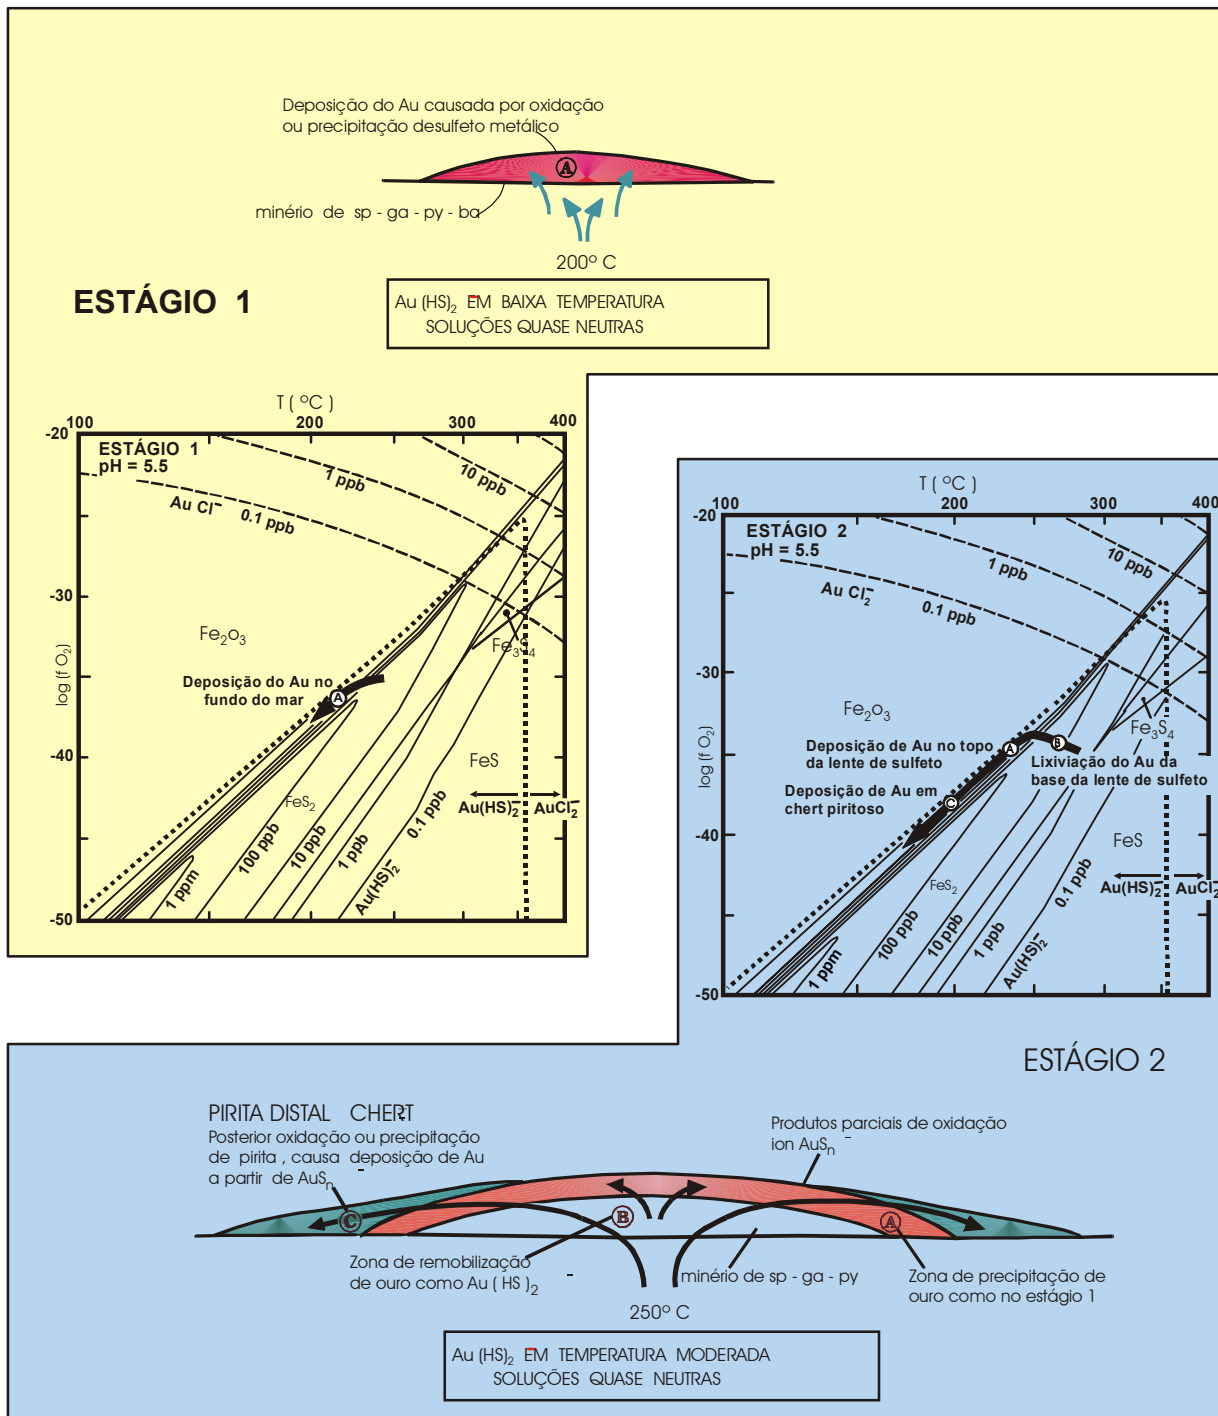 Deposição do Au causada por oxidação
ou precipitação desulfeto metálico
A
minério de sp - ga - py - ba
200° C
ESTÁGIO 1
Au (HS)₂⁻ EM BAIXA TEMPERATURA
SOLUÇÕES QUASE NEUTRAS
T ( °C)
100 200 300 400
-20
ESTÁGIO 1
pH = 5.5
1 ppb
10 ppb
Au Cl⁻ 0.1 ppb
-30
Fe₂O₃
Fe₃S₄
log (f O₂)
Deposição do Au no
fundo do mar
A
-40
FeS
FeS₂
Au(HS)₂⁻ AuCl₂⁻
100 ppb
10 ppb
1 ppb
0.1 ppb
1 ppm
Au(HS)₂⁻
-50
T ( °C)
100 200 300 400
-20
ESTÁGIO 2
pH = 5.5
1 ppb
10 ppb
Au Cl₂⁻ 0.1 ppb
-30
Fe₂O₃
Fe₃S₄
log (f O₂)
Deposição de Au no topo
da lente de sulfeto
A
B
Lixiviação do Au da
base da lente de sulfeto
Deposição de Au em
chert piritoso
C
-40
FeS
FeS₂
Au(HS)₂⁻ AuCl₂⁻
100 ppb
10 ppb
1 ppb
0.1 ppb
1 ppm
Au(HS)₂⁻
-50
ESTÁGIO 2
PIRITA DISTAL CHERT
Posterior oxidação ou precipitação
de pirita , causa deposição de Au
a partir de AuSₙ⁻
Produtos parciais de oxidação
ion AuSₙ⁻
C
B
A
Zona de remobilização
de ouro como Au ( HS )₂⁻
minério de sp - ga - py
Zona de precipitação de
ouro como no estágio 1
250° C
Au (HS)₂⁻ EM TEMPERATURA MODERADA
SOLUÇÕES QUASE NEUTRAS